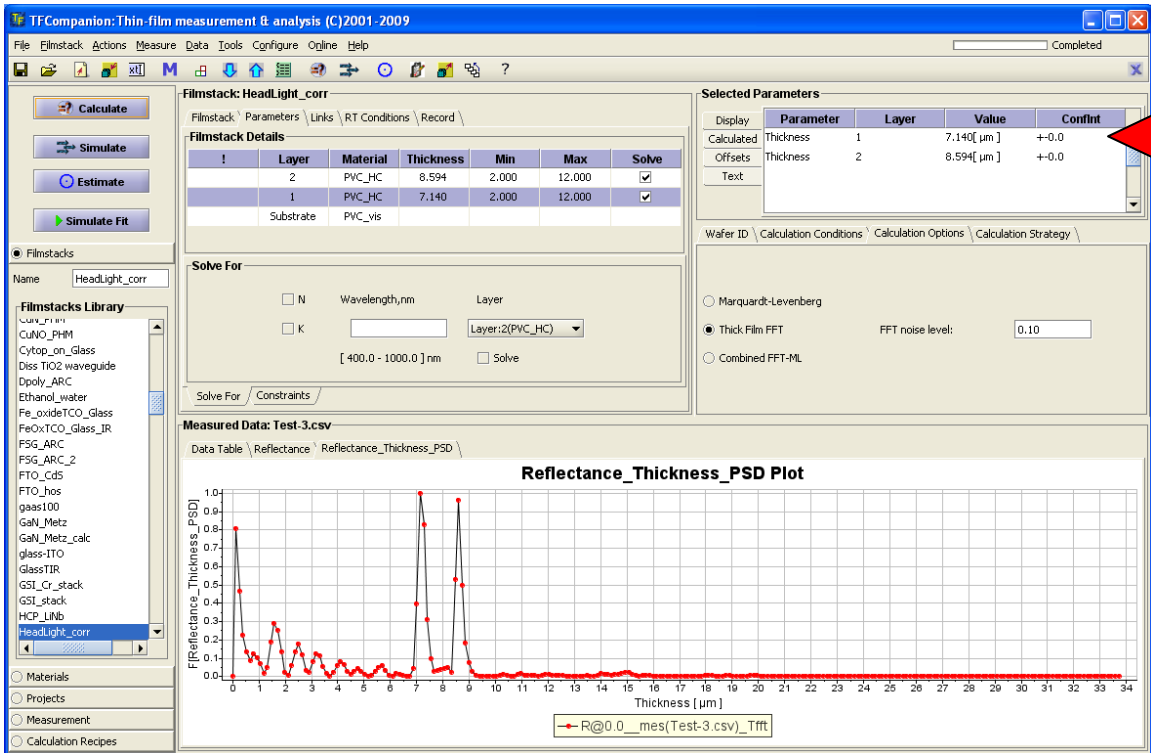 TFCompanion:Thin-film measurement & analysis (C)2001-2009
File Filmstack Actions Measure Data Tools Configure Online Help
Completed
Calculate
Simulate
Estimate
Simulate Fit
Filmstacks
Name HeadLight_corr
Filmstacks Library
CuNO_PHM
Cytop_on_Glass
Diss TiO2 waveguide
Dpoly_ARC
Ethanol_water
Fe_oxideTCO_Glass
FeOxTCO_Glass_IR
FSG_ARC
FSG_ARC_2
FTO_CdS
FTO_hos
gaas100
GaN_Metz
GaN_Metz_calc
glass-ITO
GlassTIR
GSI_Cr_stack
GSI_stack
HCP_LiNb
HeadLight_corr
Materials
Projects
Measurement
Calculation Recipes
Filmstack: HeadLight_corr
Filmstack Parameters Links RT Conditions Record
Filmstack Details
! Layer Material Thickness Min Max Solve
2 PVC_HC 8.594 2.000 12.000
1 PVC_HC 7.140 2.000 12.000
Substrate PVC_vis
Solve For
N Wavelength,nm Layer
K Layer:2(PVC_HC)
[ 400.0 - 1000.0 ] nm Solve
Solve For Constraints
Selected Parameters
Display
Calculated
Offsets
Text
Parameter Layer Value ConfInt
Thickness 1 7.140[ µm ] +-0.0
Thickness 2 8.594[ µm ] +-0.0
Wafer ID Calculation Conditions Calculation Options Calculation Strategy
Marquardt-Levenberg
Thick Film FFT FFT noise level: 0.10
Combined FFT-ML
Measured Data: Test-3.csv
Data Table Reflectance Reflectance_Thickness_PSD
Reflectance_Thickness_PSD Plot
F[Reflectance_Thickness_PSD]
1.0
0.9
0.8
0.7
0.6
0.5
0.4
0.3
0.2
0.1
0.0
0 1 2 3 4 5 6 7 8 9 10 11 12 13 14 15 16 17 18 19 20 21 22 23 24 25 26 27 28 29 30 31 32 33 34
Thickness [ µm ]
R@0.0__mes(Test-3.csv)_Tfft